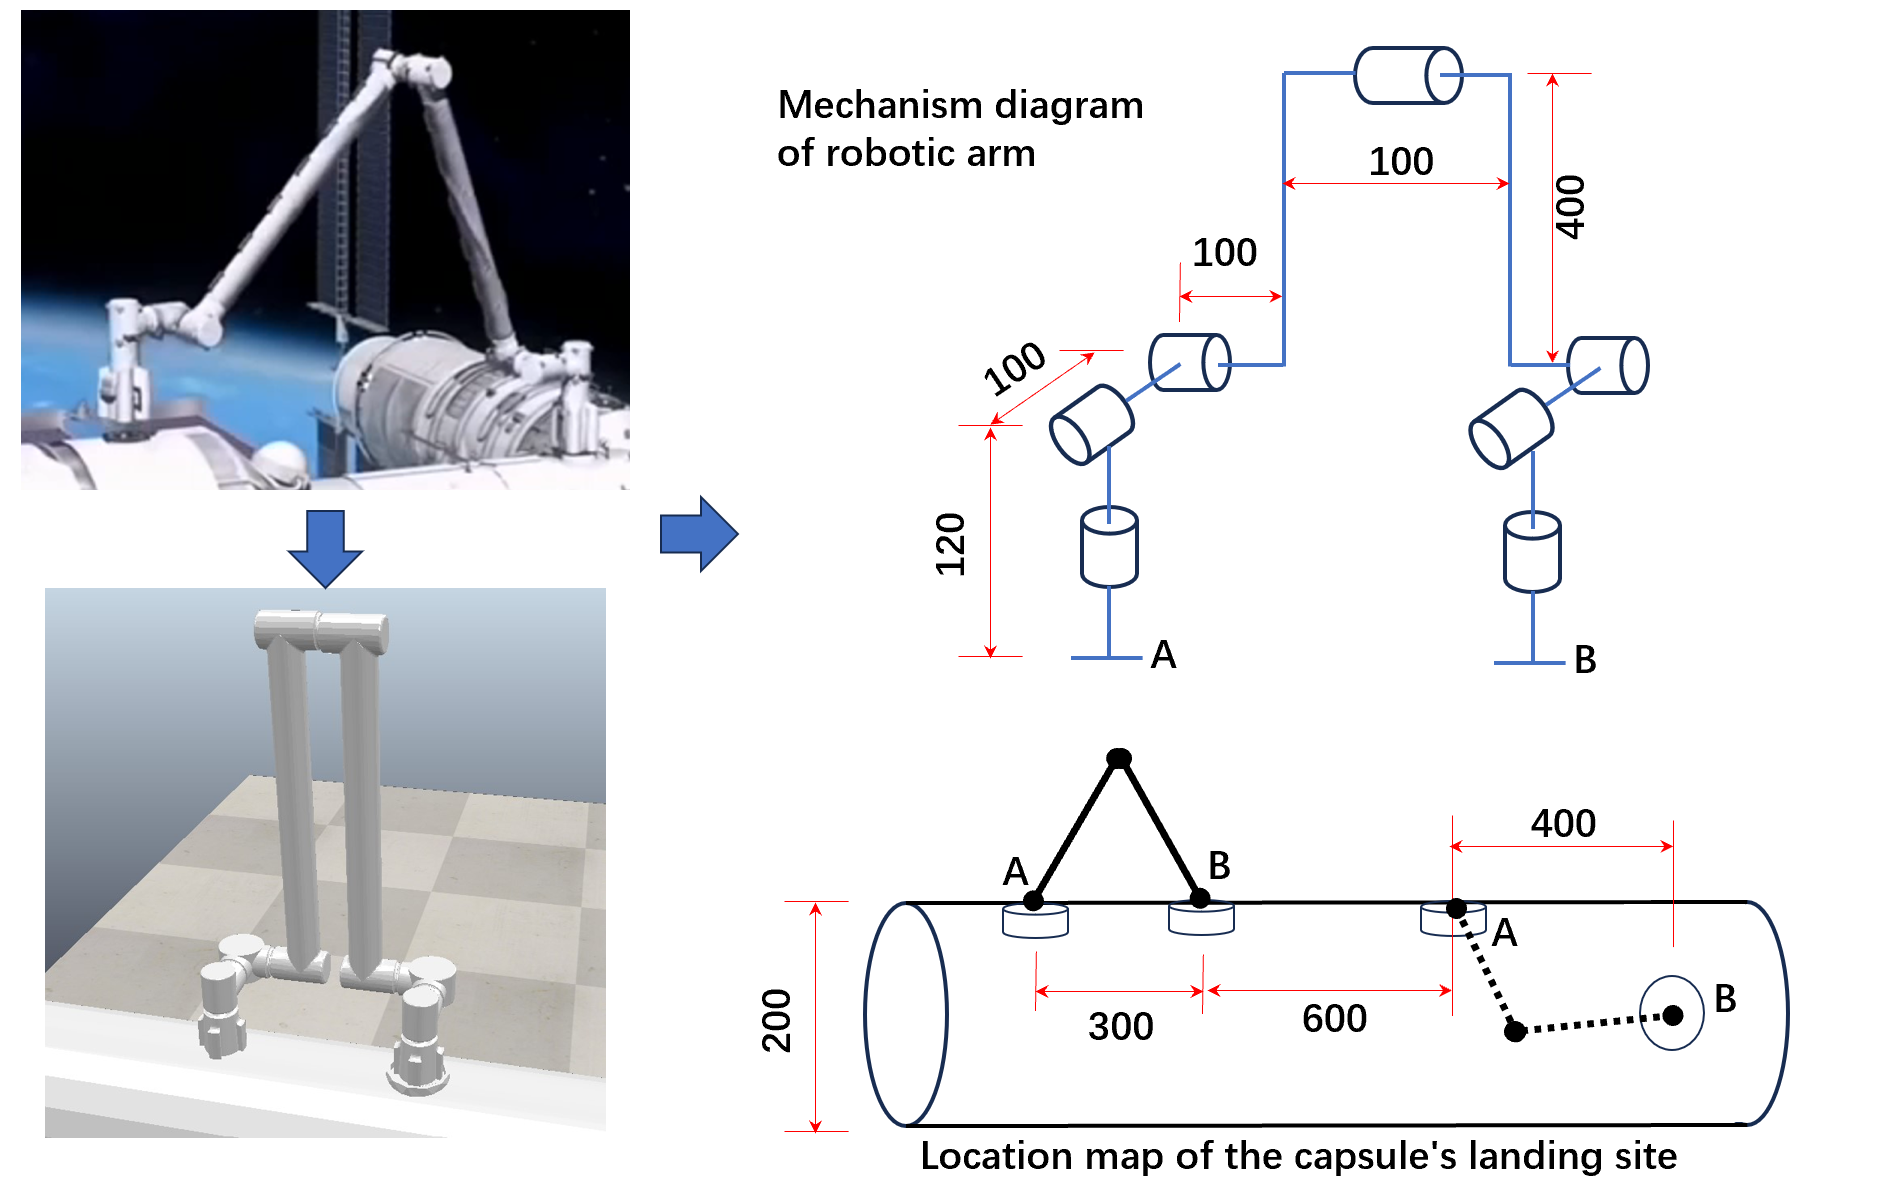 Mechanism diagram
of robotic arm
100
400
100
100
120
A
B
400
A
B
A
B
200
300
600
Location map of the capsule's landing site